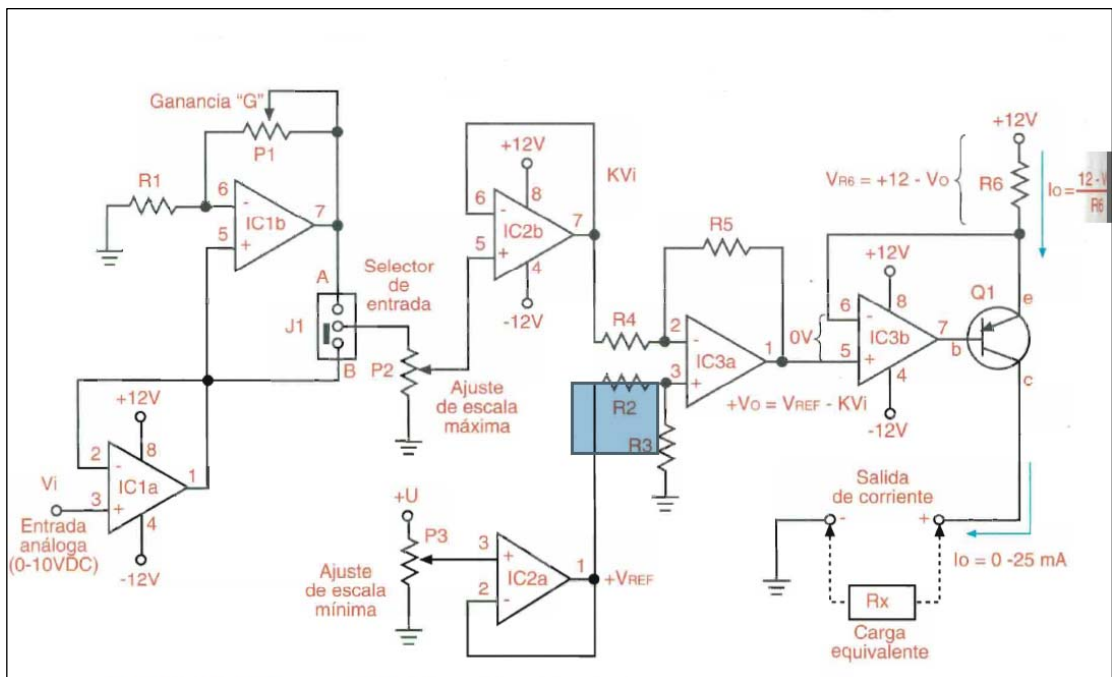 Ganancia "G"
P1
R1
6
-
IC1b
7
5
+
A
Selector
de
entrada
J1
B
P2
Ajuste
de escala
máxima
+12V
8
2
-
IC1a
1
Vi
3
+
4
-12V
Entrada
análoga
(0-10VDC)
+12V
8
6
-
IC2b
7
KVi
5
+
4
-12V
+U
P3
Ajuste
de escala
mínima
3
+
IC2a
1
2
-
+VREF
R5
R4
2
-
IC3a
1
3
+
R2
R3
+VO = VREF - KVi
0V
+12V
8
6
-
IC3b
7
5
+
4
-12V
b
Q1
e
c
+12V
VR6 = +12 - VO
R6
IO = 12 - V
R6
Salida
de corriente
-
+
IO = 0 -25 mA
Rx
Carga
equivalente